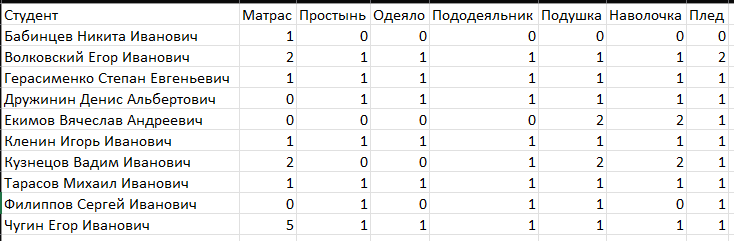 Студент Матрас Простынь Одеяло Пододеяльник Подушка Наволочка Плед
Бабинцев Никита Иванович 1 0 0 0 0 0 0
Волковский Егор Иванович 2 1 1 1 1 1 2
Герасименко Степан Евгеньевич 1 1 1 1 1 1 1
Дружинин Денис Альбертович 0 1 1 1 1 1 1
Екимов Вячеслав Андреевич 0 0 0 0 2 2 1
Кленин Игорь Иванович 1 1 1 1 1 1 1
Кузнецов Вадим Иванович 2 0 0 1 2 2 1
Тарасов Михаил Иванович 1 1 1 1 1 1 1
Филиппов Сергей Иванович 0 1 0 1 1 0 1
Чугин Егор Иванович 5 1 1 1 1 1 1